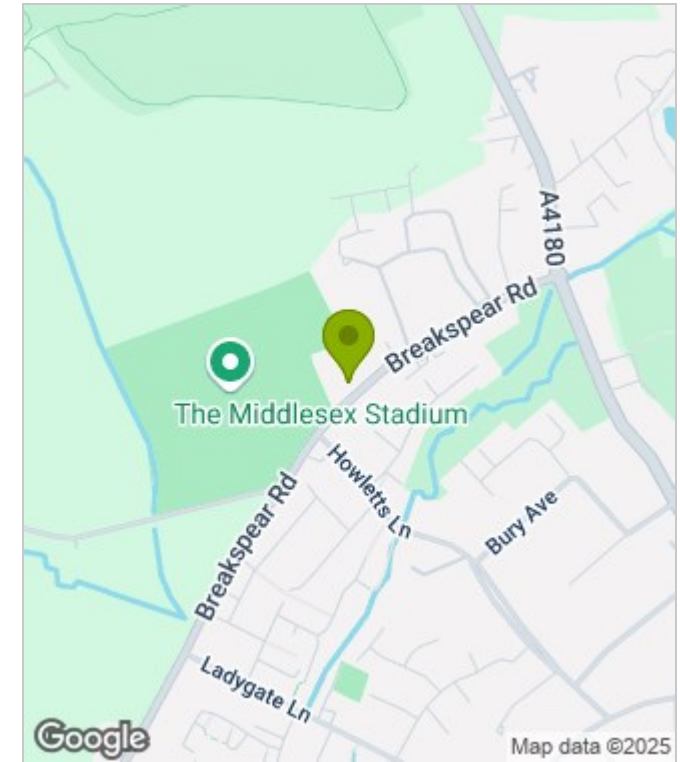 A4180
Breakspear Rd
The Middlesex Stadium
Howletts Ln
Breakspear Rd
Bury Ave
Ladygate Ln
Google
Map data ©2025